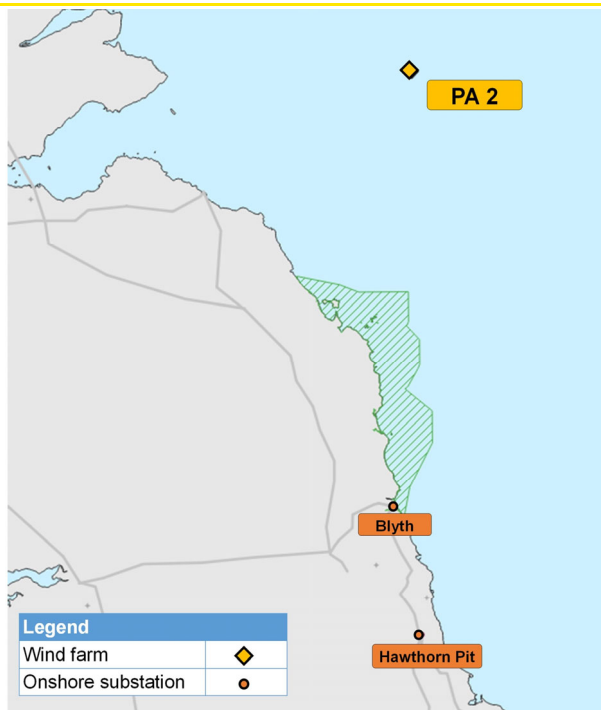 PA 2
Blyth
Hawthorn Pit
Legend
Wind farm
Onshore substation